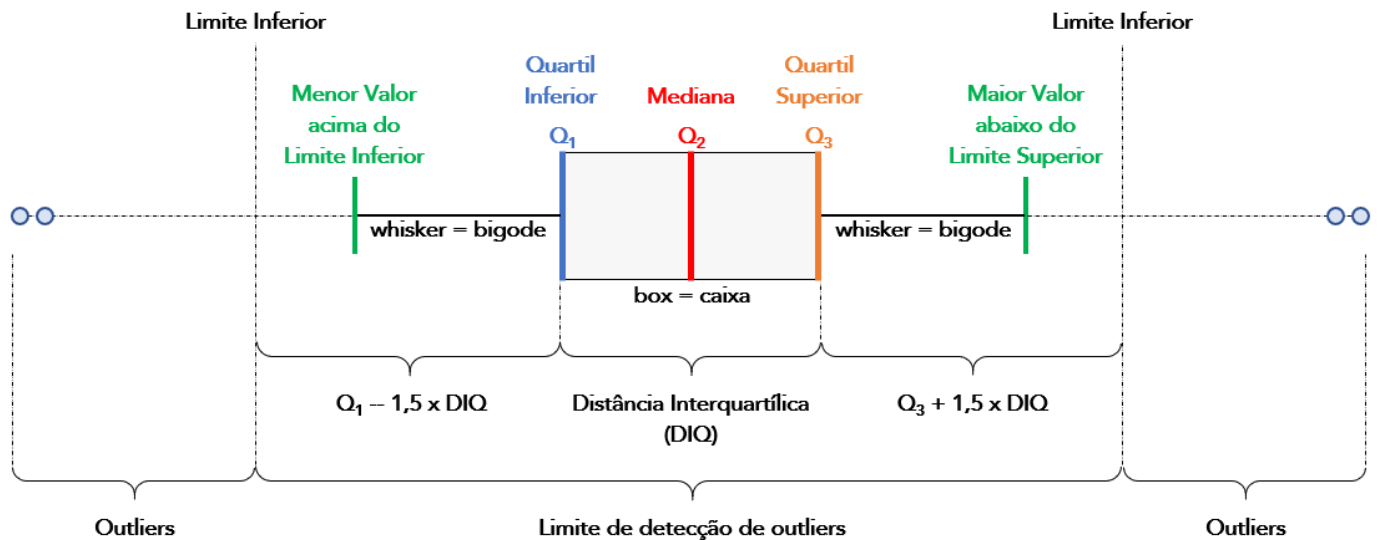 Limite Inferior
Limite Inferior
Menor Valor
acima do
Limite Inferior
Quartil
Inferior
Q₁
Mediana
Q₂
Quartil
Superior
Q₃
Maior Valor
abaixo do
Limite Superior
whisker = bigode
whisker = bigode
box = caixa
Q₁ -- 1,5 x DIQ
Distância Interquartílica
(DIQ)
Q₃ + 1,5 x DIQ
Outliers
Limite de detecção de outliers
Outliers